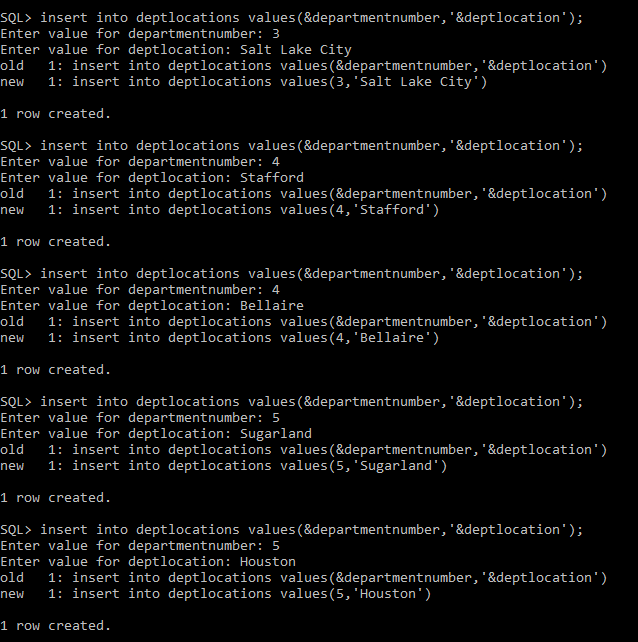 SQL> insert into deptlocations values(&departmentnumber,'&deptlocation');
Enter value for departmentnumber: 3
Enter value for deptlocation: Salt Lake City
old   1: insert into deptlocations values(&departmentnumber,'&deptlocation')
new   1: insert into deptlocations values(3,'Salt Lake City')
1 row created.
SQL> insert into deptlocations values(&departmentnumber,'&deptlocation');
Enter value for departmentnumber: 4
Enter value for deptlocation: Stafford
old   1: insert into deptlocations values(&departmentnumber,'&deptlocation')
new   1: insert into deptlocations values(4,'Stafford')
1 row created.
SQL> insert into deptlocations values(&departmentnumber,'&deptlocation');
Enter value for departmentnumber: 4
Enter value for deptlocation: Bellaire
old   1: insert into deptlocations values(&departmentnumber,'&deptlocation')
new   1: insert into deptlocations values(4,'Bellaire')
1 row created.
SQL> insert into deptlocations values(&departmentnumber,'&deptlocation');
Enter value for departmentnumber: 5
Enter value for deptlocation: Sugarland
old   1: insert into deptlocations values(&departmentnumber,'&deptlocation')
new   1: insert into deptlocations values(5,'Sugarland')
1 row created.
SQL> insert into deptlocations values(&departmentnumber,'&deptlocation');
Enter value for departmentnumber: 5
Enter value for deptlocation: Houston
old   1: insert into deptlocations values(&departmentnumber,'&deptlocation')
new   1: insert into deptlocations values(5,'Houston')
1 row created.